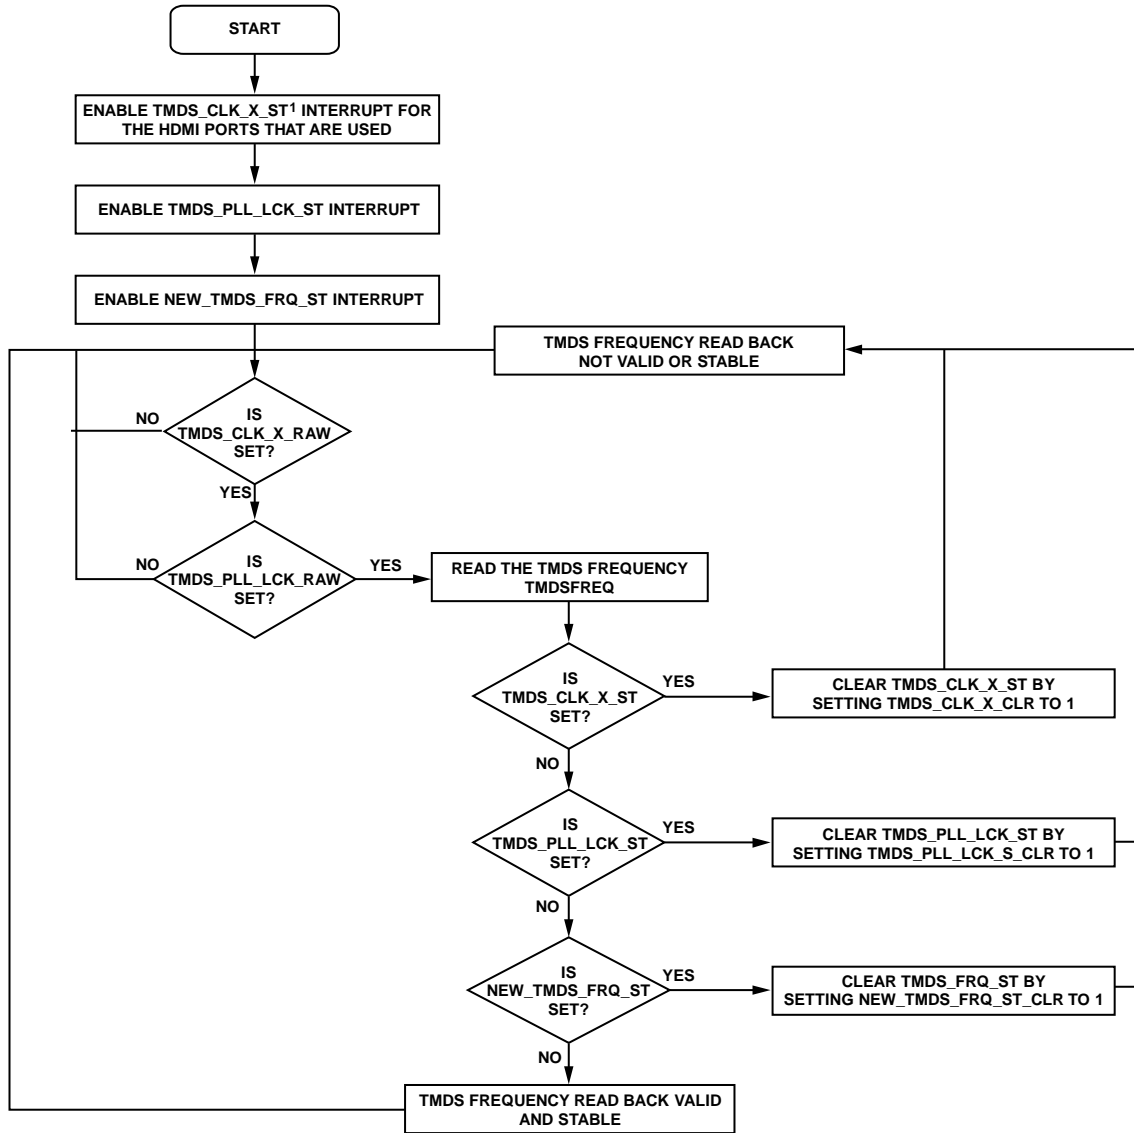 START
ENABLE TMDS_CLK_X_ST¹ INTERRUPT FOR
THE HDMI PORTS THAT ARE USED
ENABLE TMDS_PLL_LCK_ST INTERRUPT
ENABLE NEW_TMDS_FRQ_ST INTERRUPT
TMDS FREQUENCY READ BACK
NOT VALID OR STABLE
NO
IS
TMDS_CLK_X_RAW
SET?
YES
NO
IS
TMDS_PLL_LCK_RAW
SET?
YES
READ THE TMDS FREQUENCY
TMDSFREQ
IS
TMDS_CLK_X_ST
SET?
YES
CLEAR TMDS_CLK_X_ST BY
SETTING TMDS_CLK_X_CLR TO 1
NO
IS
TMDS_PLL_LCK_ST
SET?
YES
CLEAR TMDS_PLL_LCK_ST BY
SETTING TMDS_PLL_LCK_S_CLR TO 1
NO
IS
NEW_TMDS_FRQ_ST
SET?
YES
CLEAR TMDS_FRQ_ST BY
SETTING NEW_TMDS_FRQ_ST_CLR TO 1
NO
TMDS FREQUENCY READ BACK VALID
AND STABLE